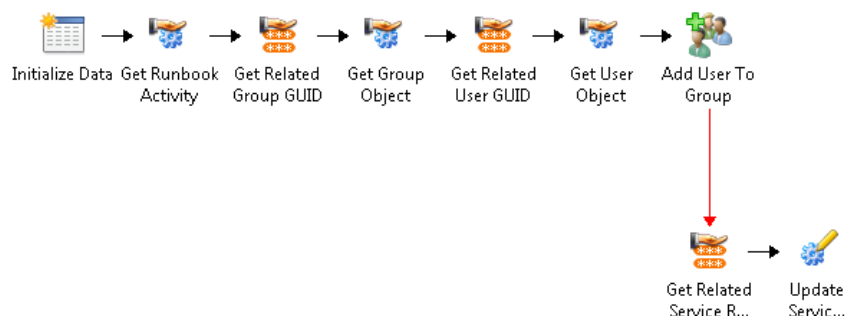 Initialize Data Get Runbook Get Related Get Group Get Related Get User Add User To
Activity Group GUID Object User GUID Object Group
Get Related Update
Service R... Servic...